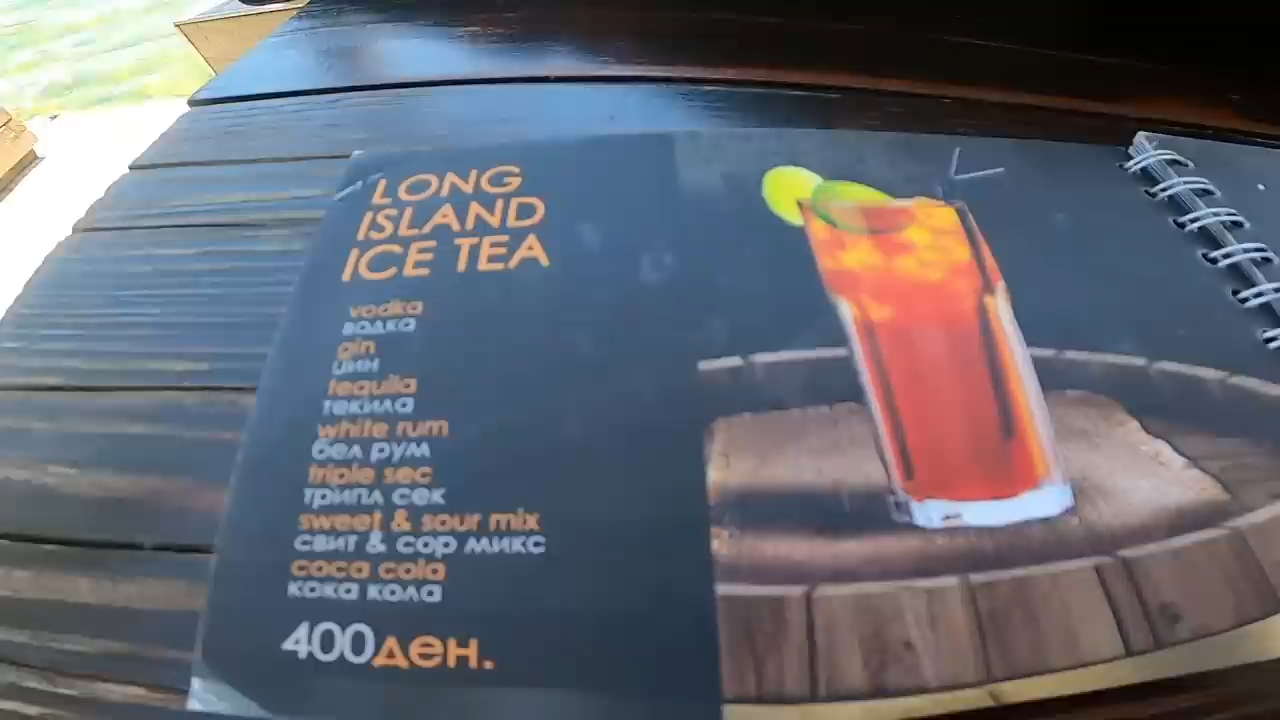 LONG
ISLAND
ICE TEA
vodka
водка
gin
џин
tequila
текила
white rum
бел рум
triple sec
трипл сек
sweet & sour mix
свит & сор микс
coca cola
кока кола
400ден.